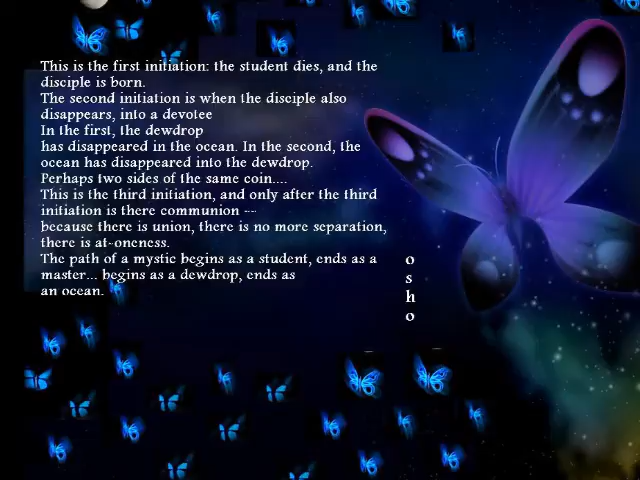 This is the first initiation: the student dies, and the
disciple is born.
The second initiation is when the disciple also
disappears, into a devotee
In the first, the dewdrop
has disappeared in the ocean. In the second, the
ocean has disappeared into the dewdrop.
Perhaps two sides of the same coin....
This is the third initiation, and only after the third
initiation is there communion ---
because there is union, there is no more separation,
there is at-oneness.
The path of a mystic begins as a student, ends as a
master... begins as a dewdrop, ends as
an ocean.
o
s
h
o